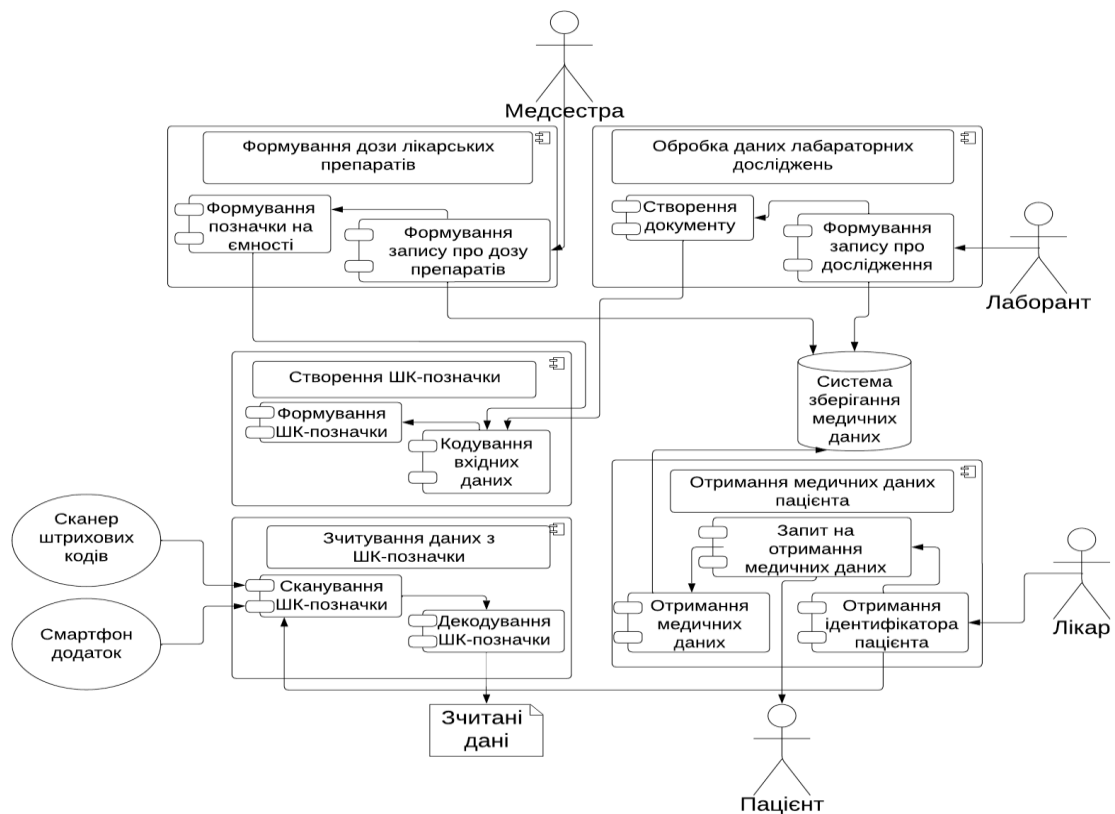 Медсестра
Формування дози лікарських
препаратів
Формування
позначки на
ємності
Формування
запису про дозу
препаратів
Обробка даних лабараторних
досліджень
Створення
документу
Формування
запису про
дослідження
Лаборант
Створення ШК-позначки
Формування
ШК-позначки
Кодування
вхідних
даних
Система
зберігання
медичних
даних
Отримання медичних даних
пацієнта
Запит на
отримання
медичних даних
Отримання
медичних
даних
Отримання
ідентифікатора
пацієнта
Лікар
Сканер
штрихових
кодів
Смартфон
додаток
Зчитування даних з
ШК-позначки
Сканування
ШК-позначки
Декодування
ШК-позначки
Зчитані
дані
Пацієнт